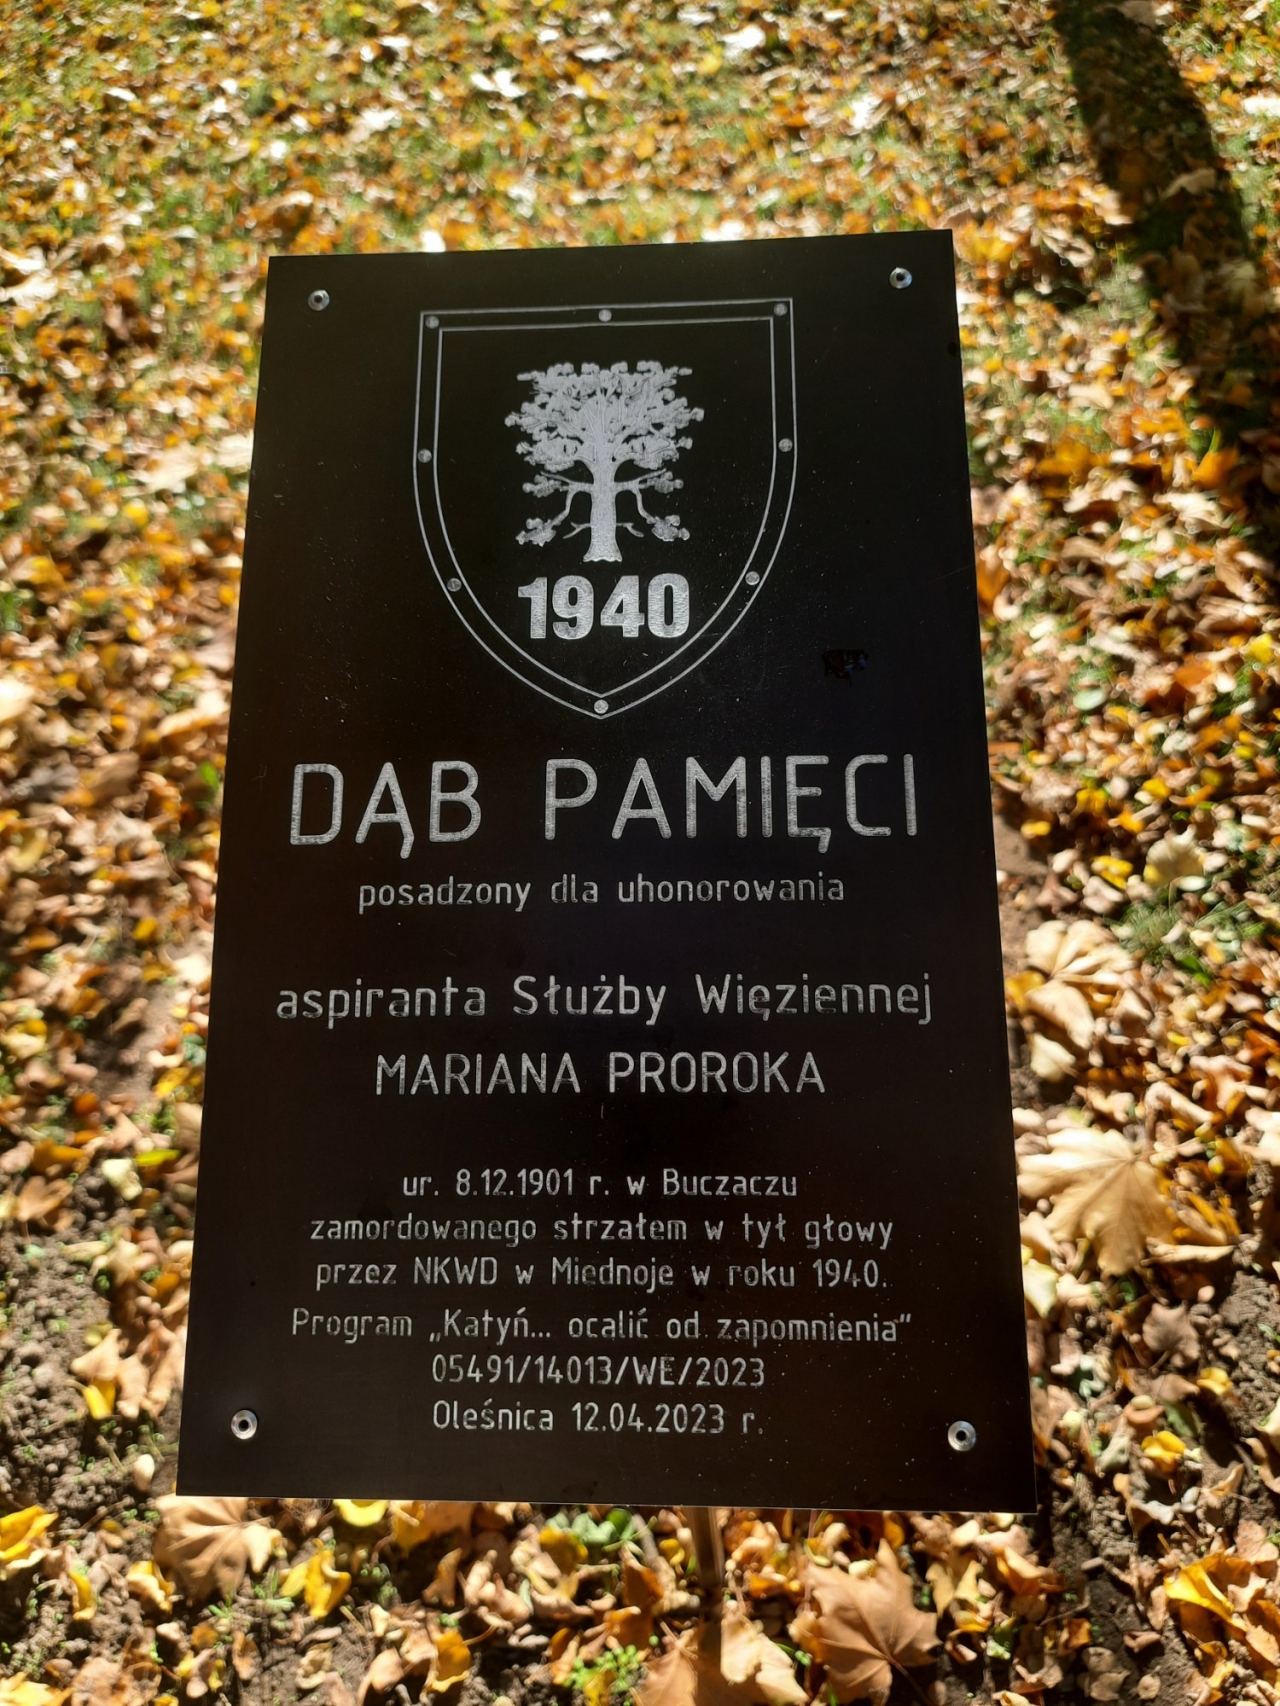 1940
DĄB PAMIĘCI
posadzony dla uhonorowania
aspiranta Służby Więziennej
MARIANA PROROKA
ur. 8.12.1901 r. w Buczaczu
zamordowanego strzałem w tył głowy
przez NKWD w Miednoje w roku 1940.
Program „Katyń... ocalić od zapomnienia”
05491/14013/WE/2023
Oleśnica 12.04.2023 r.